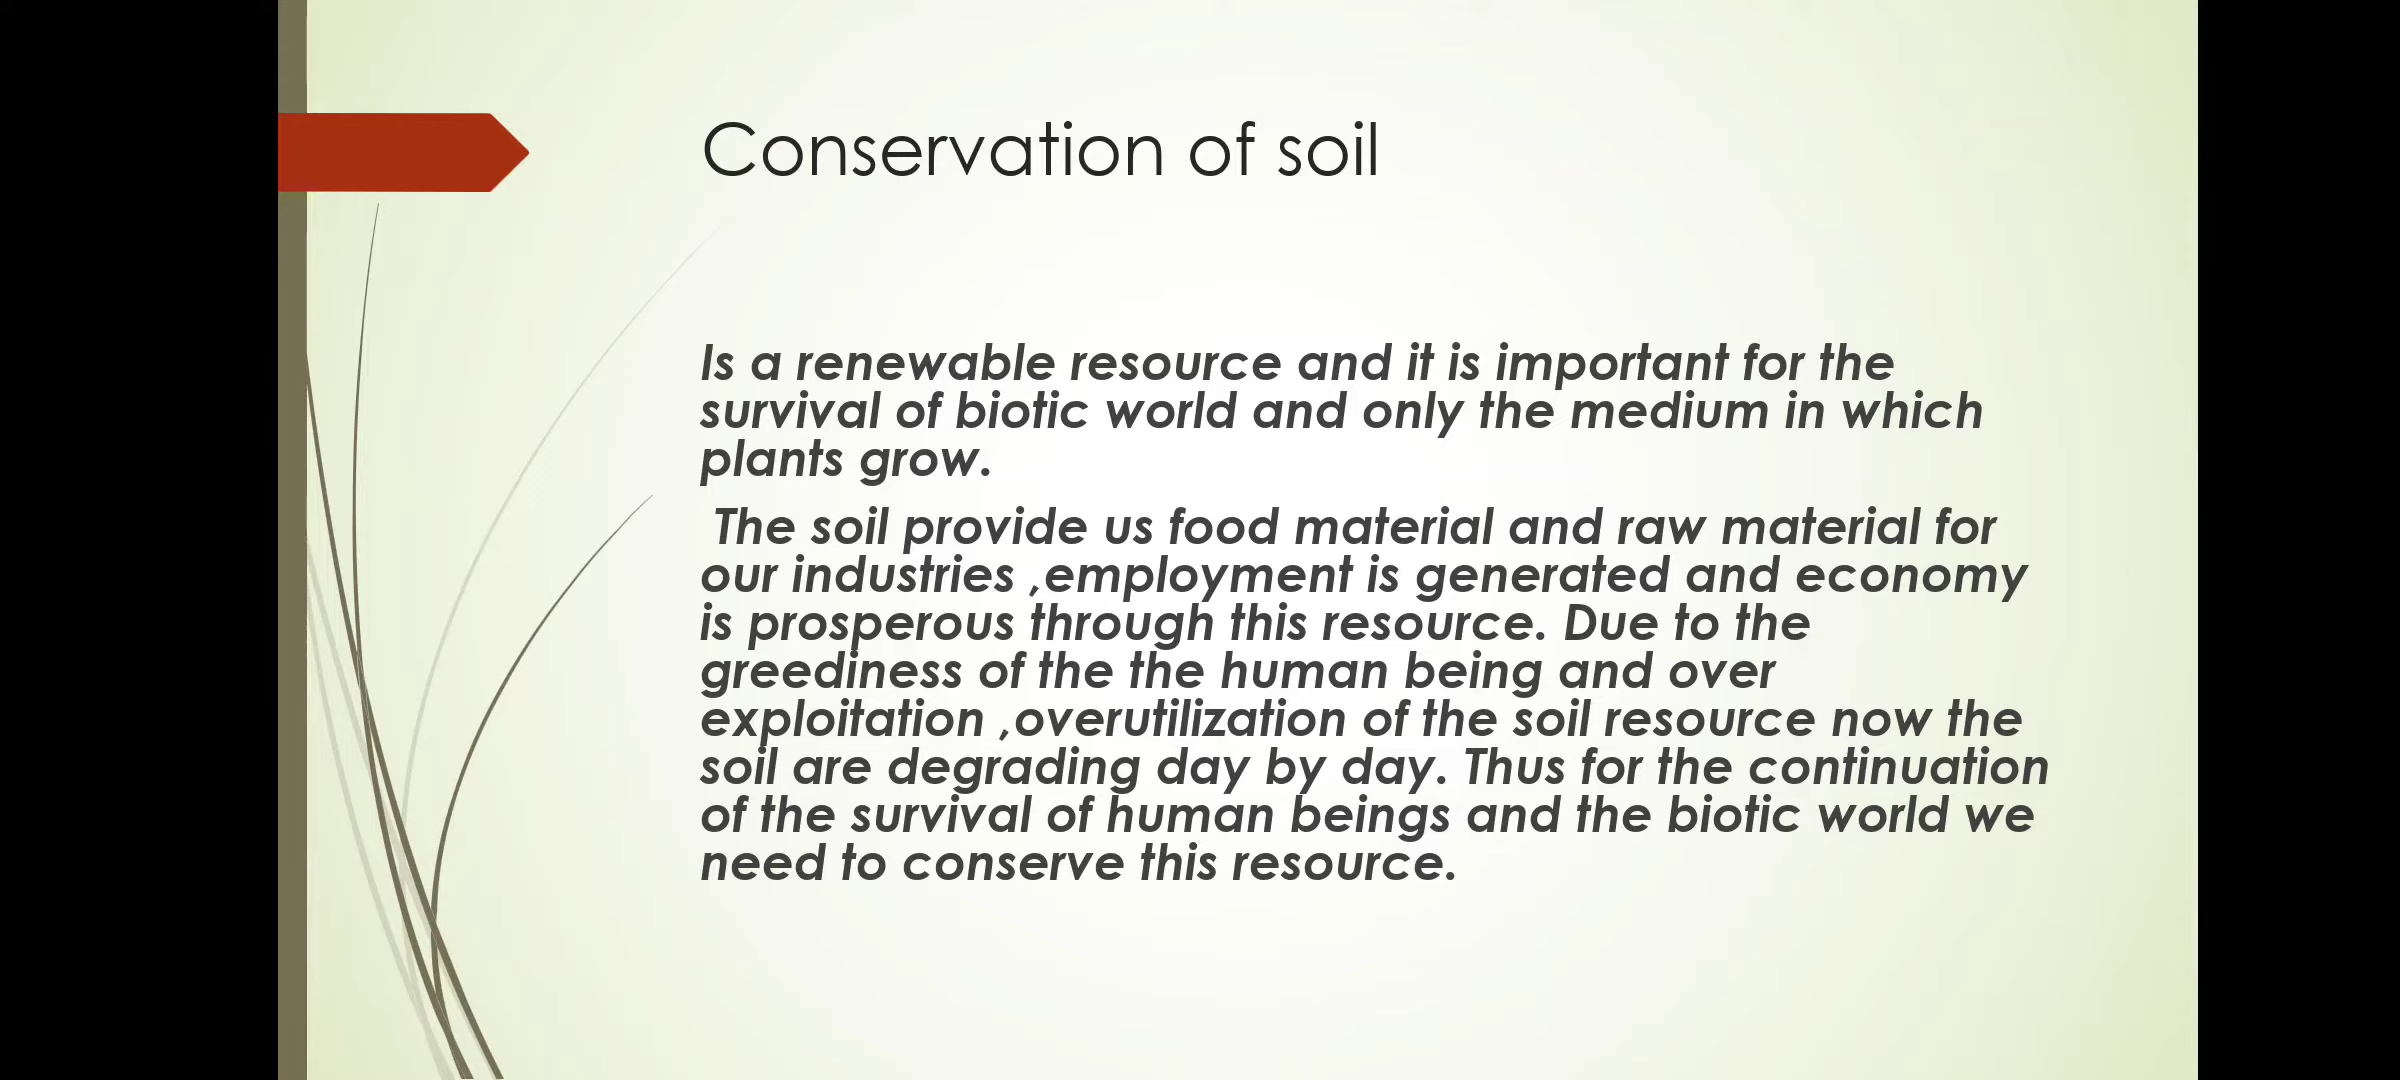 Conservation of soil
Is a renewable resource and it is important for the
survival of biotic world and only the medium in which
plants grow.
The soil provide us food material and raw material for
our industries ,employment is generated and economy
is prosperous through this resource. Due to the
greediness of the the human being and over
exploitation ,overutilization of the soil resource now the
soil are degrading day by day. Thus for the continuation
of the survival of human beings and the biotic world we
need to conserve this resource.